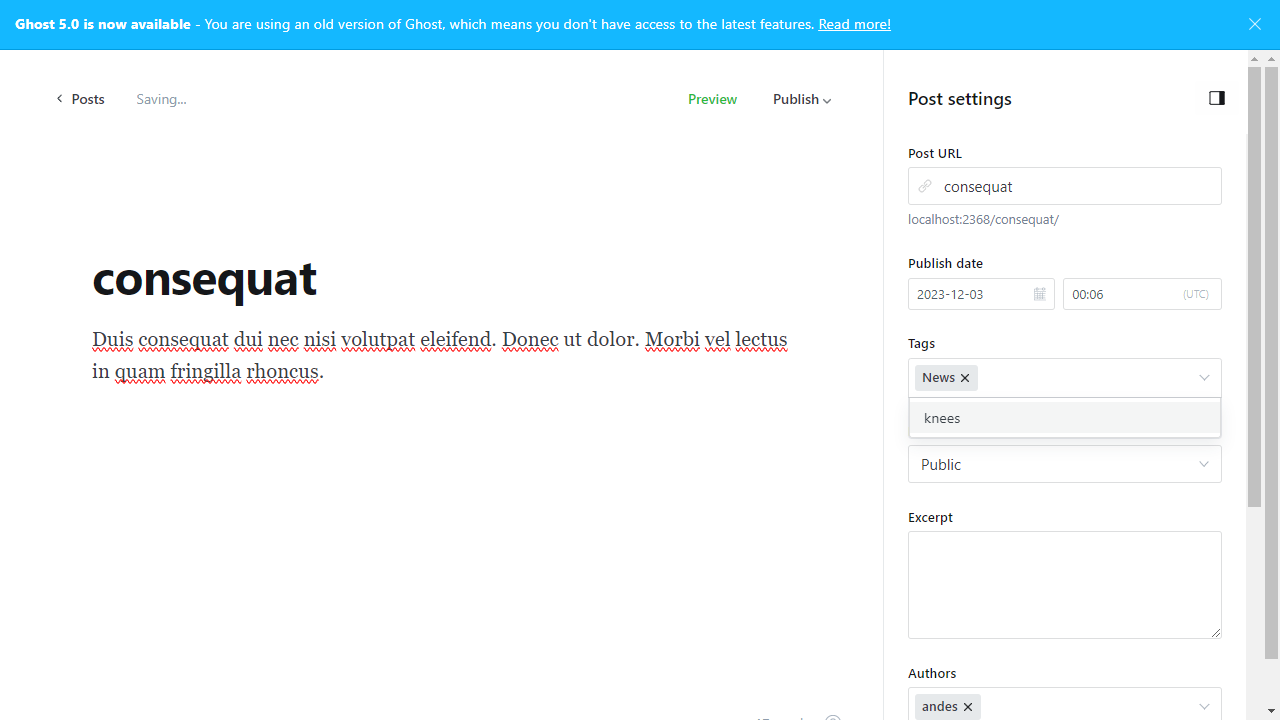 Ghost 5.0 is now available - You are using an old version of Ghost, which means you don't have access to the latest features. Read more!
Posts
Saving...
Preview
Publish
Post settings
Post URL
consequat
localhost:2368/consequat/
Publish date
2023-12-03
00:06
(UTC)
consequat
Duis consequat dui nec nisi volutpat eleifend. Donec ut dolor. Morbi vel lectus
in quam fringilla rhoncus.
Tags
News
knees
Public
Excerpt
Authors
andes